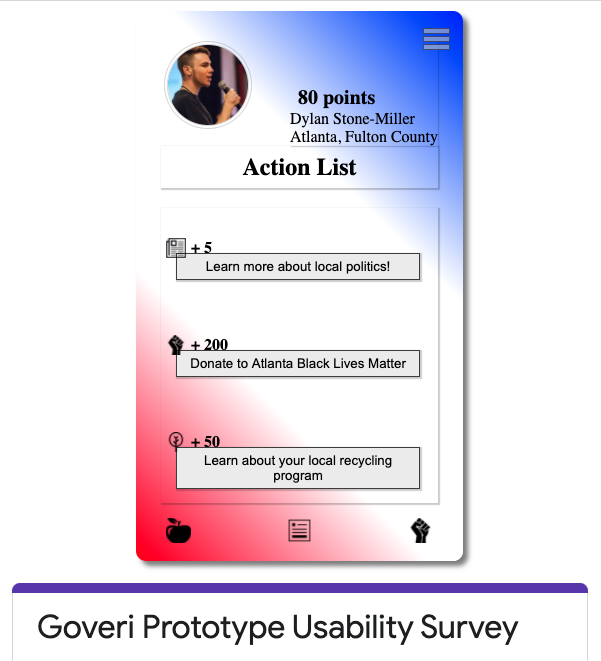 80 points
Dylan Stone-Miller
Atlanta, Fulton County
Action List
+ 5
Learn more about local politics!
+ 200
Donate to Atlanta Black Lives Matter
+ 50
Learn about your local recycling
program
Goveri Prototype Usability Survey